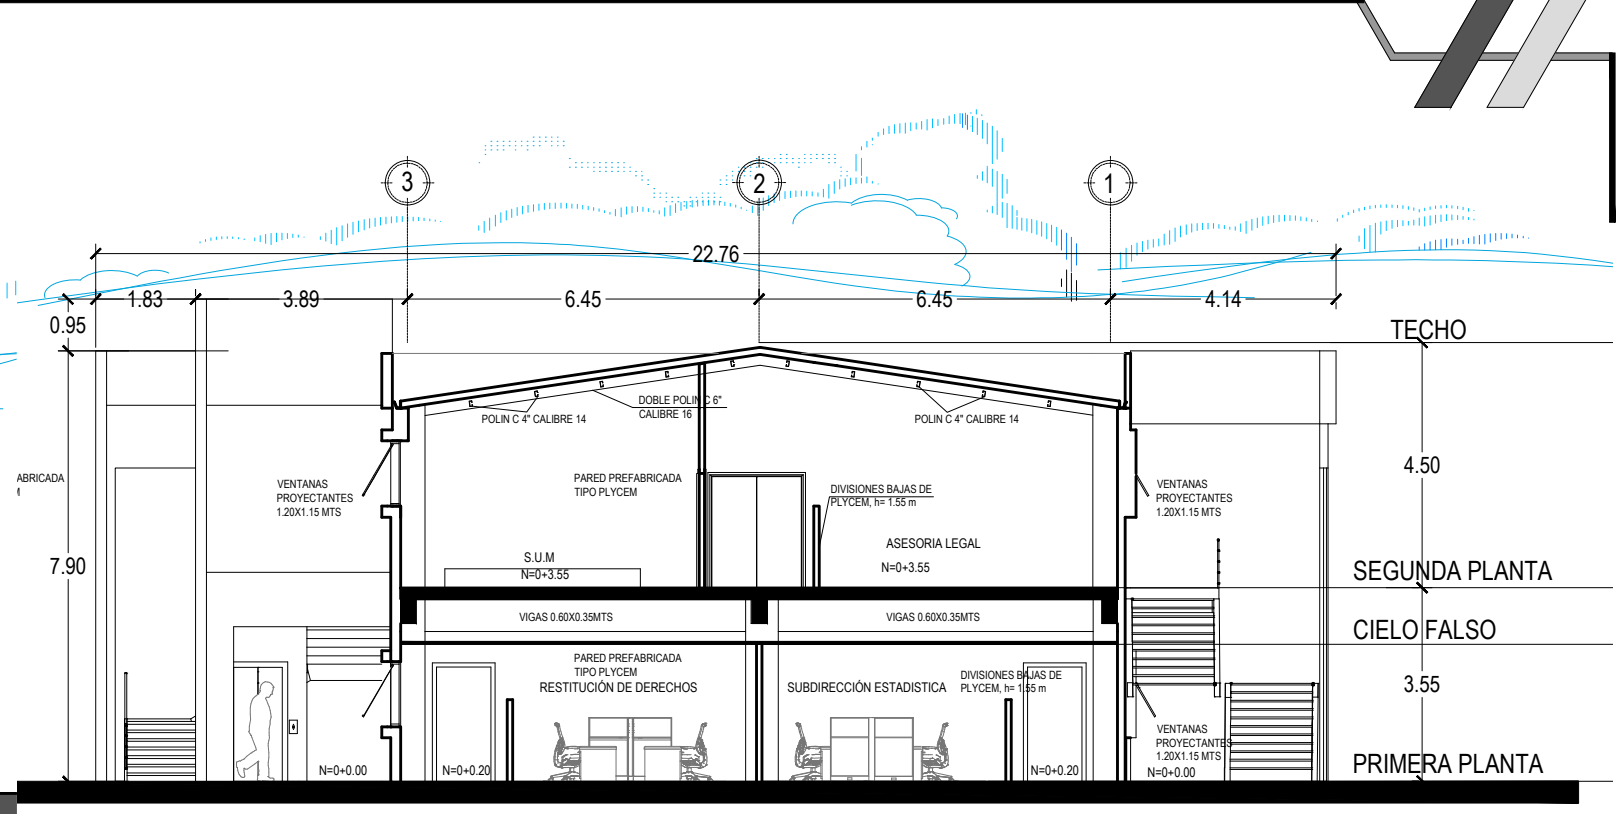 3
2
1
22.76
1.83
3.89
6.45
6.45
4.14
0.95
TECHO
DOBLE POLIN C 6"
CALIBRE 16
POLIN C 4" CALIBRE 14
POLIN C 4" CALIBRE 14
4.50
ABRICADA
VENTANAS
PROYECTANTES
1.20X1.15 MTS
PARED PREFABRICADA
TIPO PLYCEM
DIVISIONES BAJAS DE
PLYCEM, h= 1.55 m
VENTANAS
PROYECTANTES
1.20X1.15 MTS
7.90
S.U.M
N=0+3.55
ASESORIA LEGAL
N=0+3.55
SEGUNDA PLANTA
VIGAS 0.60X0.35MTS
VIGAS 0.60X0.35MTS
CIELO FALSO
PARED PREFABRICADA
TIPO PLYCEM
RESTITUCIÓN DE DERECHOS
SUBDIRECCIÓN ESTADISTICA
DIVISIONES BAJAS DE
PLYCEM, h= 1.55 m
3.55
VENTANAS
PROYECTANTES
1.20X1.15 MTS
N=0+0.00
N=0+0.20
N=0+0.20
N=0+0.00
PRIMERA PLANTA